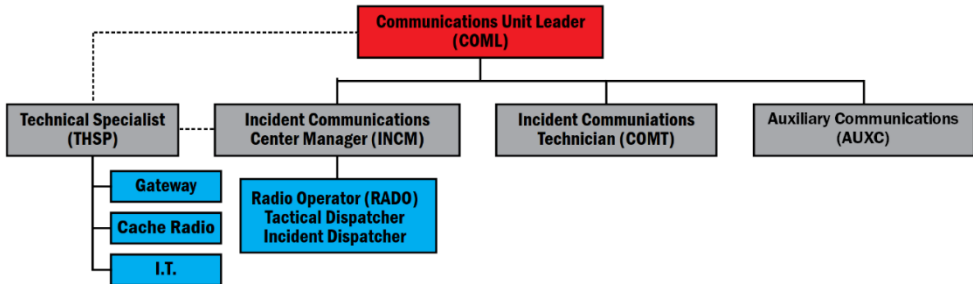 Communications Unit Leader
(COML)
Technical Specialist
(THSP)
Incident Communications
Center Manager (INCM)
Incident Communiations
Technician (COMT)
Auxiliary Communications
(AUXC)
Gateway
Cache Radio
I.T.
Radio Operator (RADO)
Tactical Dispatcher
Incident Dispatcher